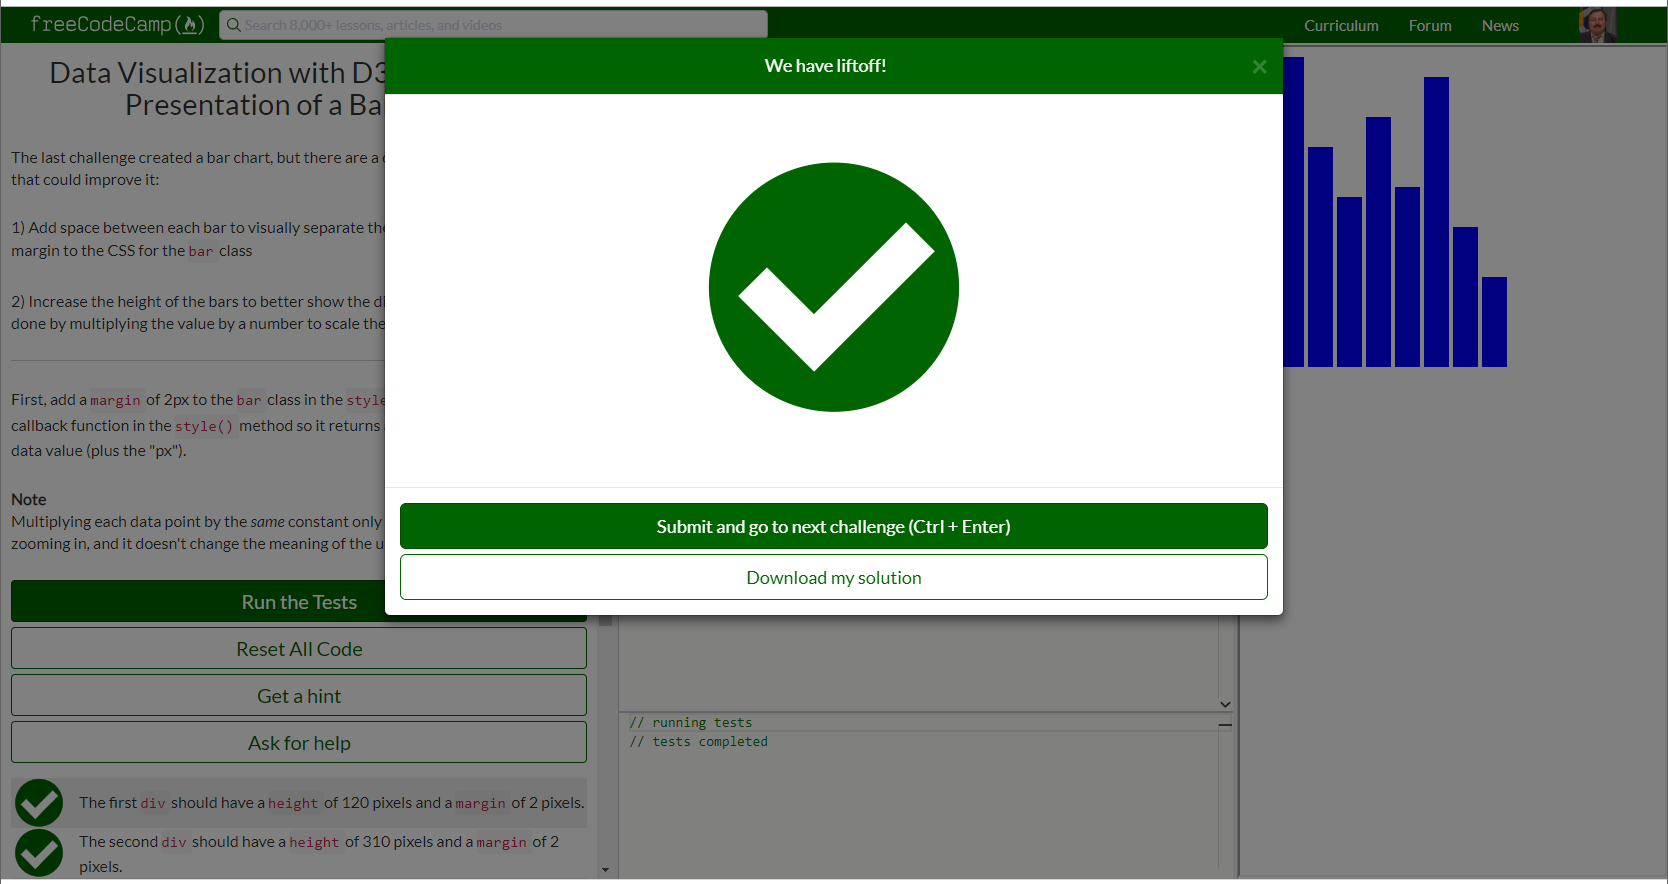 freeCodeCamp
Search 8,000+ lessons, articles, and videos
Curriculum
Forum
News
We have liftoff!
×
Data Visualization with D3
Presentation of a Ba
The last challenge created a bar chart, but there are a
that could improve it:
1) Add space between each bar to visually separate the
margin to the CSS for the bar class
2) Increase the height of the bars to better show the di
done by multiplying the value by a number to scale the
First, add a margin of 2px to the bar class in the style
callback function in the style() method so it returns
data value (plus the "px").
Note
Multiplying each data point by the same constant only
zooming in, and it doesn't change the meaning of the u
Submit and go to next challenge (Ctrl + Enter)
Download my solution
Run the Tests
Reset All Code
Get a hint
Ask for help
// running tests
// tests completed
The first div should have a height of 120 pixels and a margin of 2 pixels.
The second div should have a height of 310 pixels and a margin of 2
pixels.